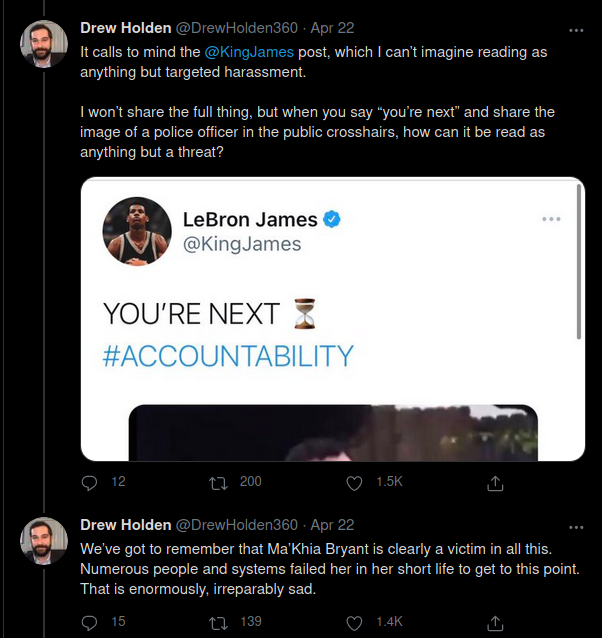 Drew Holden @DrewHolden360 · Apr 22
It calls to mind the @KingJames post, which I can't imagine reading as
anything but targeted harassment.
I won't share the full thing, but when you say “you're next” and share the
image of a police officer in the public crosshairs, how can it be read as
anything but a threat?
LeBron James
@KingJames
YOU'RE NEXT ⏳
#ACCOUNTABILITY
12 200 1.5K
Drew Holden @DrewHolden360 · Apr 22
We've got to remember that Ma'Khia Bryant is clearly a victim in all this.
Numerous people and systems failed her in her short life to get to this point.
That is enormously, irreparably sad.
15 139 1.4K